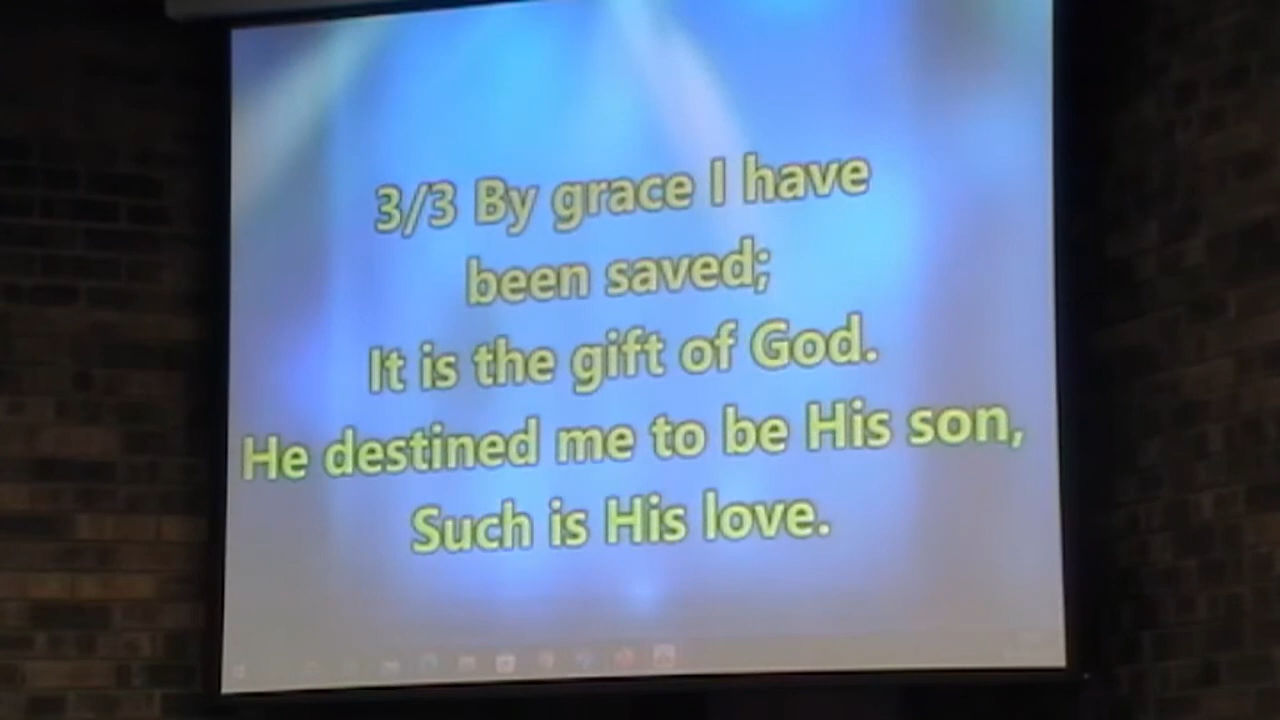 3/3 By grace I have
been saved;
It is the gift of God.
He destined me to be His son,
Such is His love.